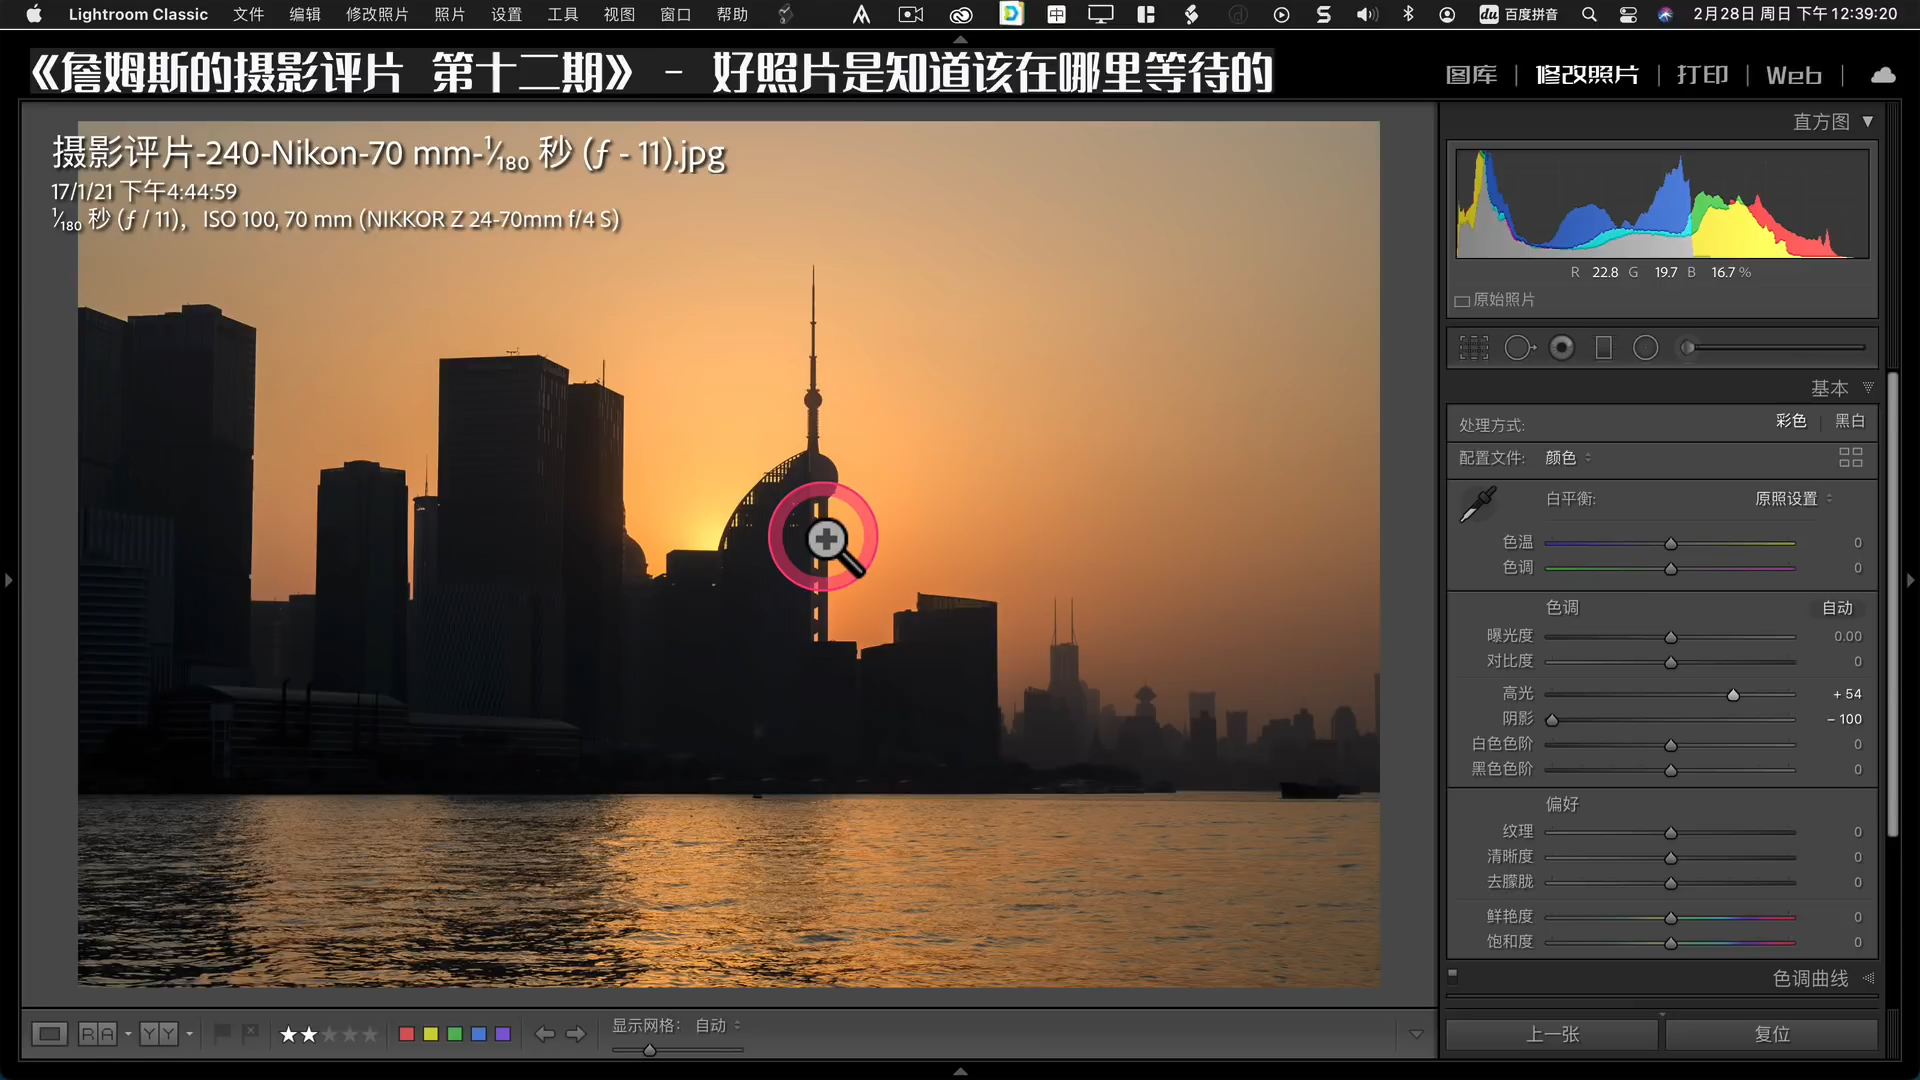 Lightroom Classic 文件 编辑 修改照片 照片 设置 工具 视图 窗口 帮助 中 du 百度拼音 2月28日 周日 下午 12:39:20
《詹姆斯的摄影评片 第十二期》 - 好照片是知道该在哪里等待的
图库 | 修改照片 | 打印 | Web |
摄影评片-240-Nikon-70 mm-1⁄180 秒 (ƒ - 11).jpg
17/1/21 下午4:44:59
1⁄180 秒 (ƒ / 11), ISO 100, 70 mm (NIKKOR Z 24-70mm f/4 S)
直方图
R 22.8 G 19.7 B 16.7 %
原始照片
基本
处理方式: 彩色 黑白
配置文件: 颜色
白平衡: 原照设置
色温 0
色调 0
色调 自动
曝光度 0.00
对比度 0
高光 + 54
阴影 − 100
白色色阶 0
黑色色阶 0
偏好
纹理 0
清晰度 0
去朦胧 0
鲜艳度 0
饱和度 0
色调曲线
R A Y Y 显示网格: 自动
上一张 复位